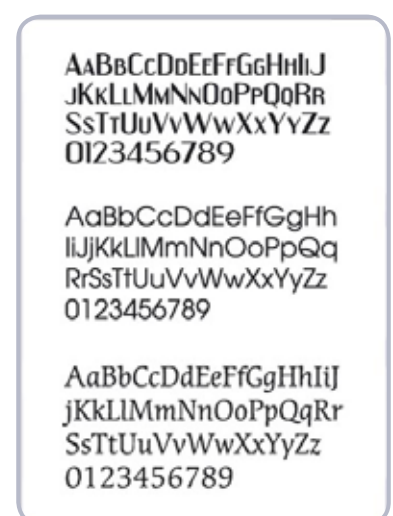 AABBCCDDEEFFGGHHIIJ
JKKLLMMNNOOPPQQRR
SSTTUUVVWWXXYYZZ
0123456789
AaBbCcDdEeFfGgHh
IiJjKkLlMmNnOoPpQq
RrSsTtUuVvWwXxYyZz
0123456789
AaBbCcDdEeFfGgHhIiJ
jKkLlMmNnOoPpQqRr
SsTtUuVvWwXxYyZz
0123456789